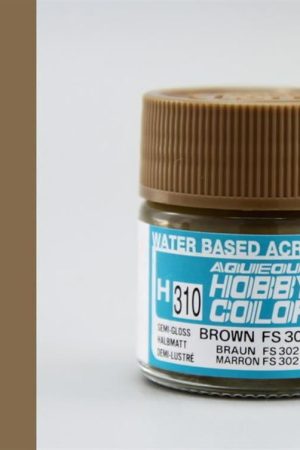 WATER BASED ACR
AQUEOU
HOBBY
COLOR
H 310
SEMI-GLOSS
HALBMATT
DEMI-LUSTRÉ
BROWN FS 30
BRAUN FS 302
MARRON FS 302